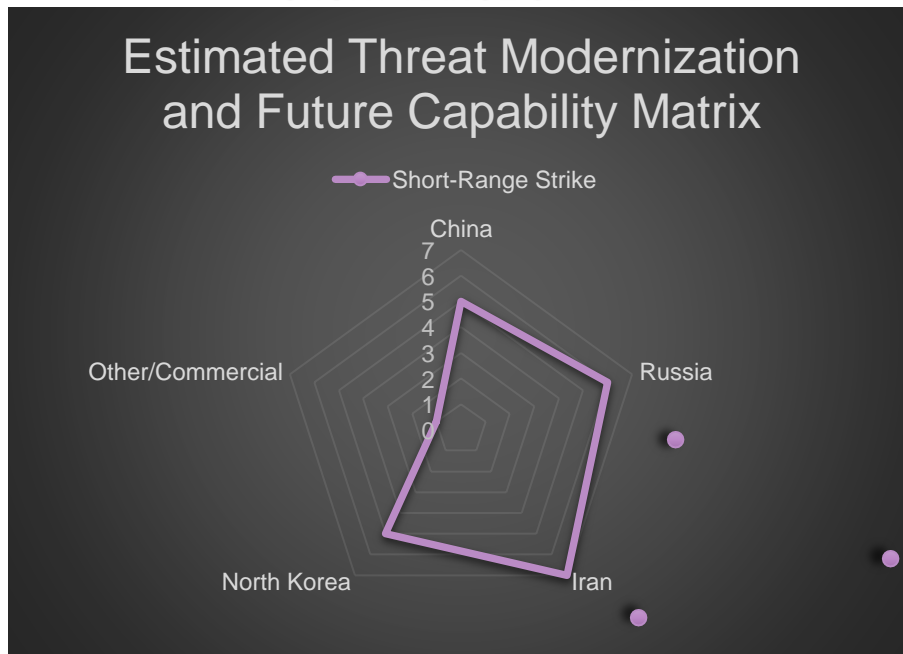 Estimated Threat Modernization
and Future Capability Matrix
Short-Range Strike
China
7
6
5
4
3
2
1
0
Other/Commercial
Russia
North Korea
Iran